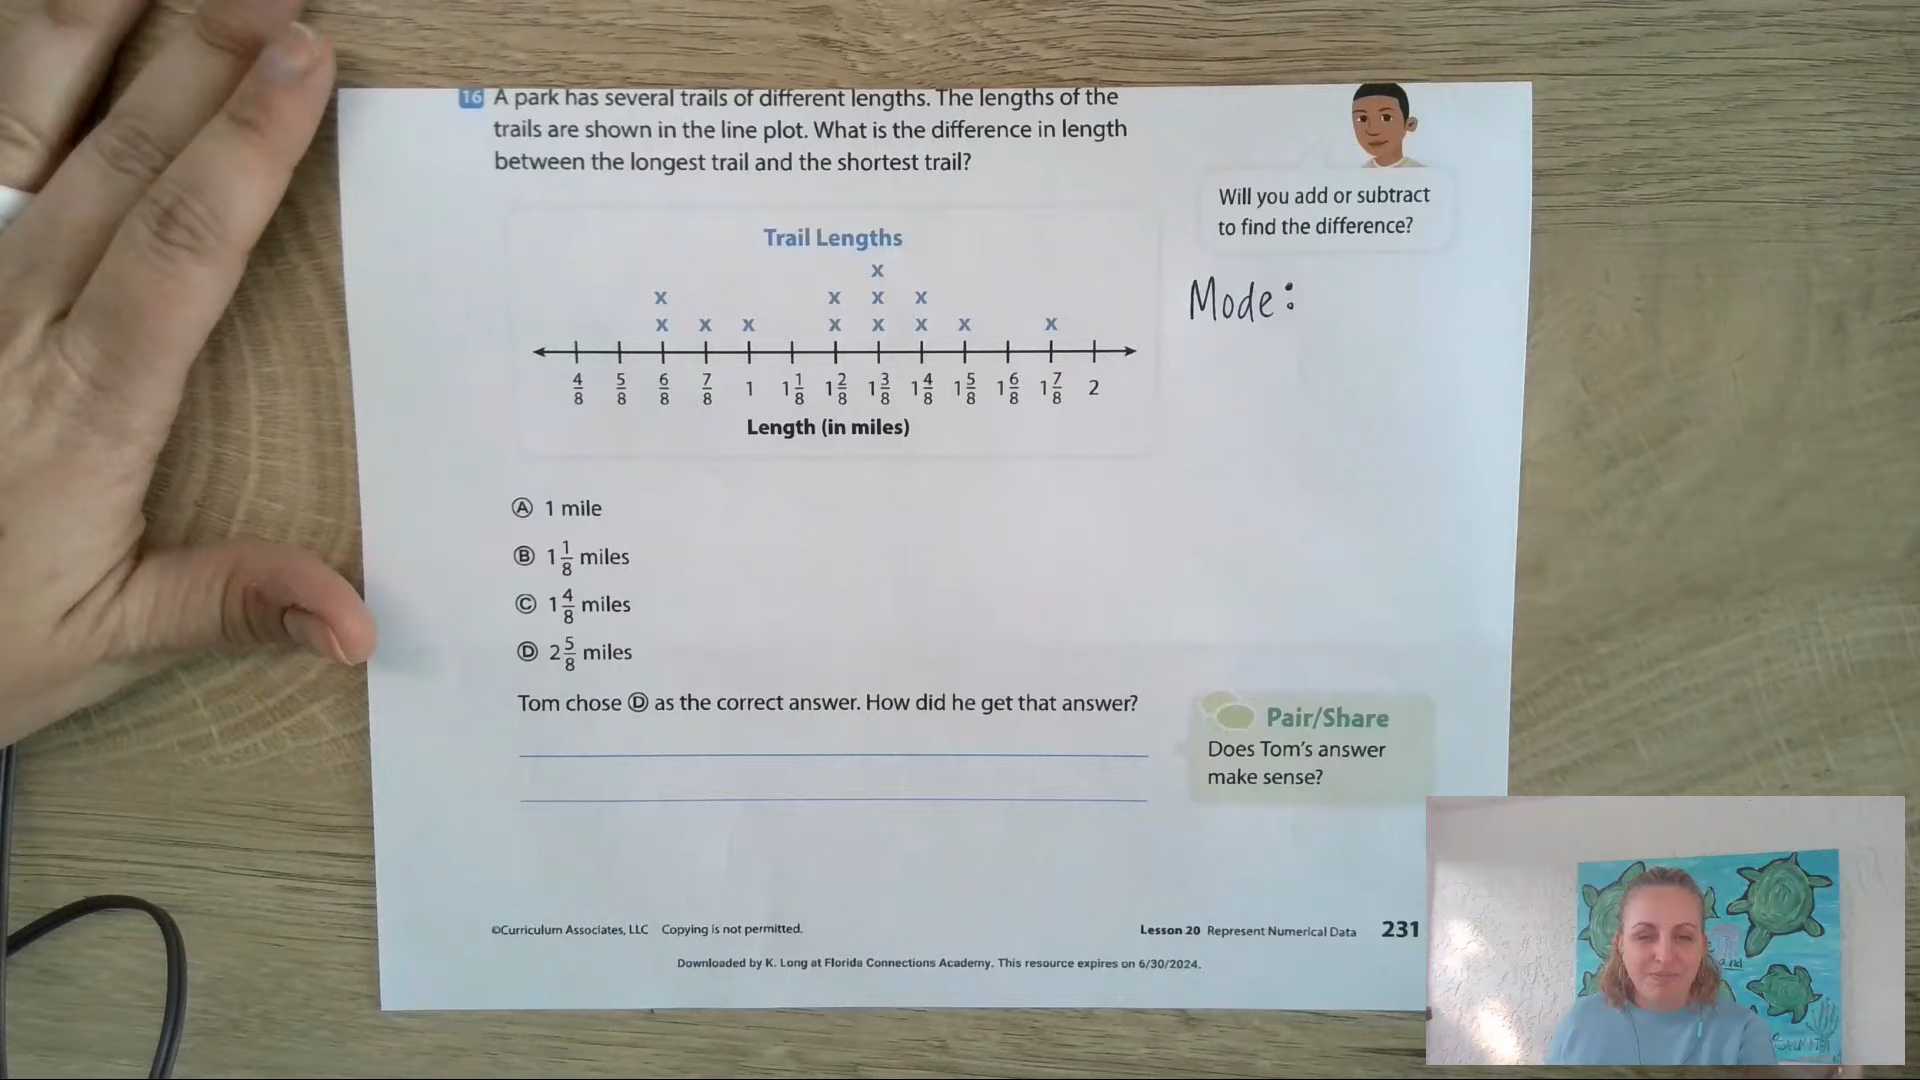 16 A park has several trails of different lengths. The lengths of the
trails are shown in the line plot. What is the difference in length
between the longest trail and the shortest trail?
Will you add or subtract
to find the difference?
Mode:
Trail Lengths
x
x x x x
x x x x x x x x
4/8 5/8 6/8 7/8 1 1 1/8 1 2/8 1 3/8 1 4/8 1 5/8 1 6/8 1 7/8 2
Length (in miles)
Ⓐ 1 mile
Ⓑ 1 1/8 miles
Ⓒ 1 4/8 miles
Ⓓ 2 5/8 miles
Tom chose Ⓓ as the correct answer. How did he get that answer?
Pair/Share
Does Tom's answer
make sense?
©Curriculum Associates, LLC Copying is not permitted.
Lesson 20 Represent Numerical Data 231
Downloaded by K. Long at Florida Connections Academy. This resource expires on 6/30/2024.
and